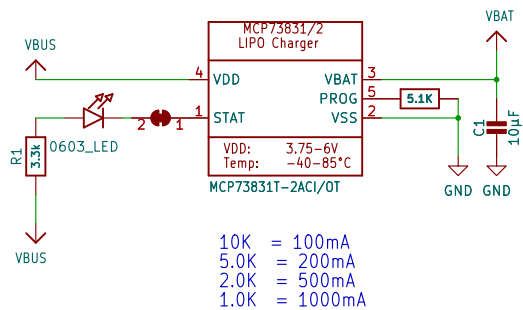 MCP73831/2
LIPO Charger
VBAT
VBUS
4 VDD
VBAT 3
PROG 5 5.1K
2 1 1 STAT
VSS 2
R1 3.3k
0603_LED
C1 10µF
VDD: 3.75-6V
Temp: -40-85°C
MCP73831T-2ACI/OT
GND GND
VBUS
10K = 100mA
5.0K = 200mA
2.0K = 500mA
1.0K = 1000mA